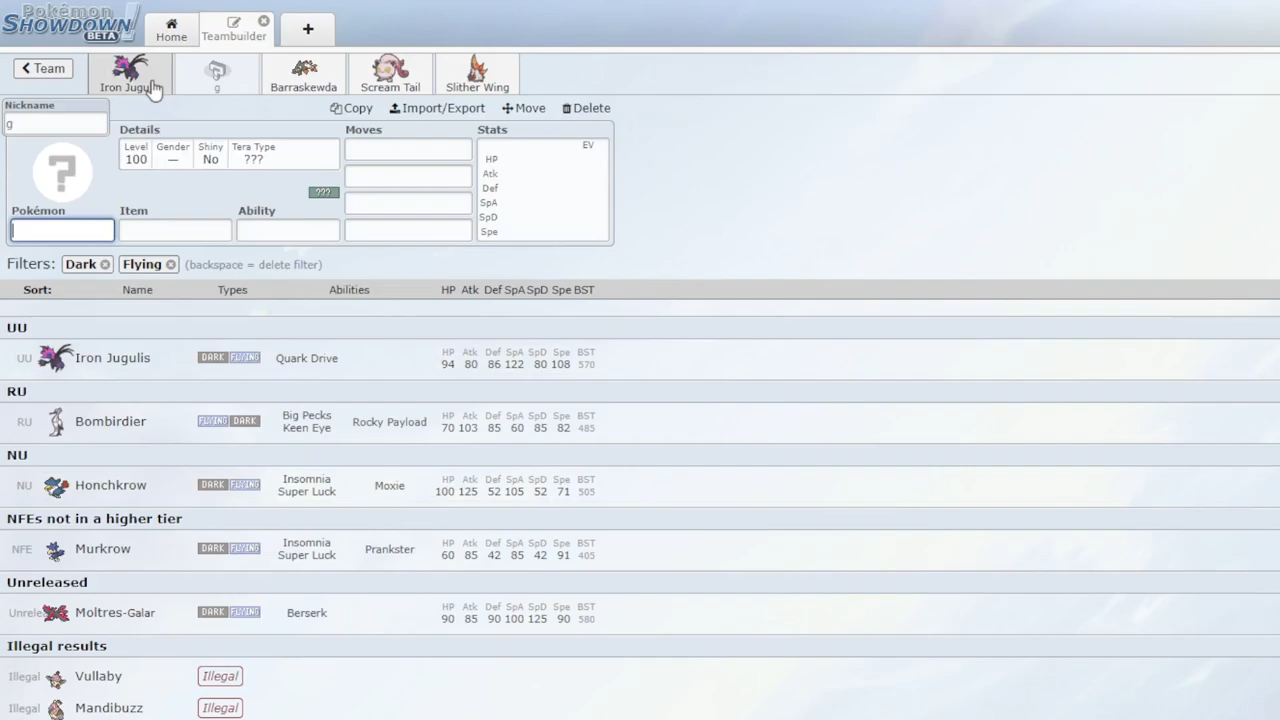 Pokémon
SHOWDOWN!
BETA
Home
Teambuilder
+
Team
Iron Jugulis
g
Barraskewda
Scream Tail
Slither Wing
Nickname
g
Copy
Import/Export
Move
Delete
Details
Moves
Stats
Level
Gender
Shiny
Tera Type
100
—
No
???
EV
HP
Atk
Def
SpA
SpD
Spe
?
???
Pokémon
Item
Ability
Filters: Dark Flying (backspace = delete filter)
Sort: Name Types Abilities HP Atk Def SpA SpD Spe BST
UU
UU Iron Jugulis DARK FLYING Quark Drive HP Atk Def SpA SpD Spe BST
94 80 86 122 80 108 570
RU
RU Bombirdier FLYING DARK Big Pecks Keen Eye Rocky Payload HP Atk Def SpA SpD Spe BST
70 103 85 60 85 82 485
NU
NU Honchkrow DARK FLYING Insomnia Super Luck Moxie HP Atk Def SpA SpD Spe BST
100 125 52 105 52 71 505
NFEs not in a higher tier
NFE Murkrow DARK FLYING Insomnia Super Luck Prankster HP Atk Def SpA SpD Spe BST
60 85 42 85 42 91 405
Unreleased
Unrele Moltres-Galar DARK FLYING Berserk HP Atk Def SpA SpD Spe BST
90 85 90 100 125 90 580
Illegal results
Illegal Vullaby Illegal
Illegal Mandibuzz Illegal